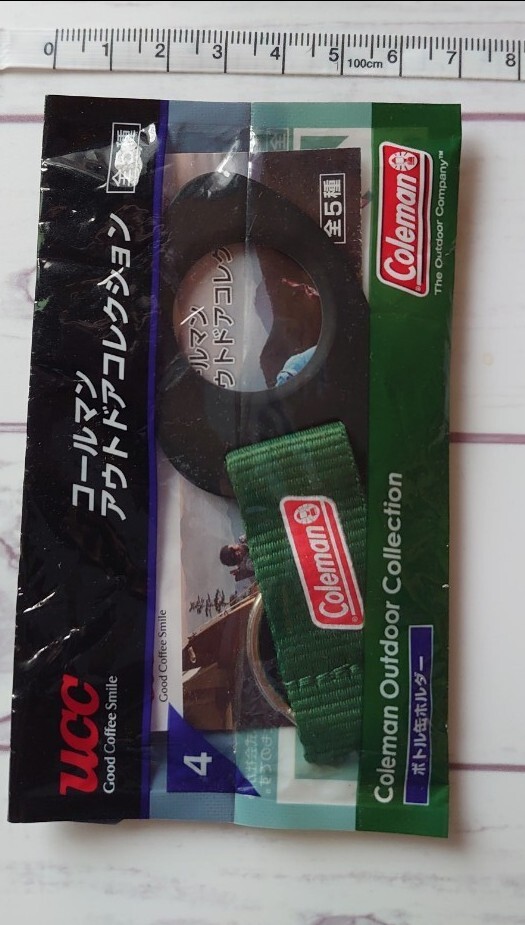 0 1 2 3 4 5 6 7 8
100cm
全5種
コールマン
アウトドアコレクション
UCC
Good Coffee Smile
全5種
ールマン
ウトドアコレク
Good Coffee Smile
4
Coleman
Coleman
The Outdoor Company™
Coleman Outdoor Collection
ボトル缶ホルダー